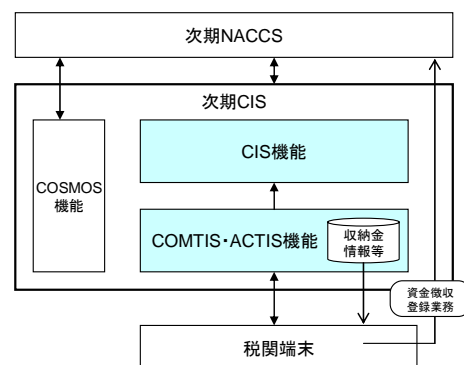 次期NACCS
次期CIS
COSMOS
機能
CIS機能
COMTIS・ACTIS機能
収納金
情報等
資金徴収
登録業務
税関端末